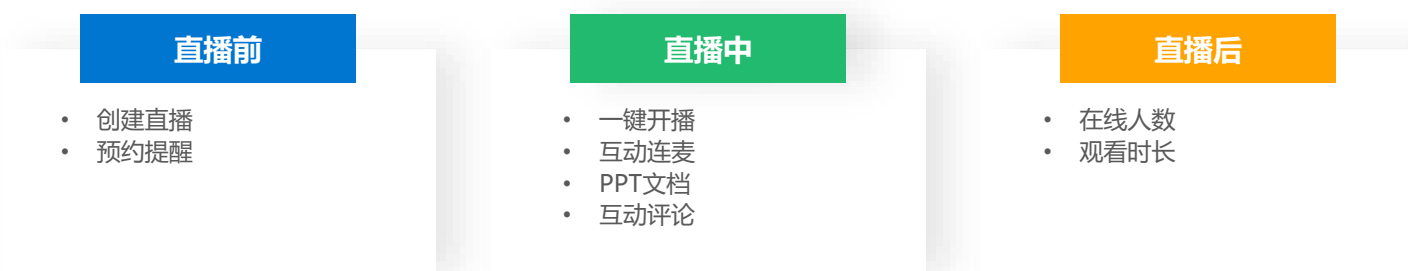 直播前
• 创建直播
• 预约提醒
直播中
• 一键开播
• 互动连麦
• PPT文档
• 互动评论
直播后
• 在线人数
• 观看时长